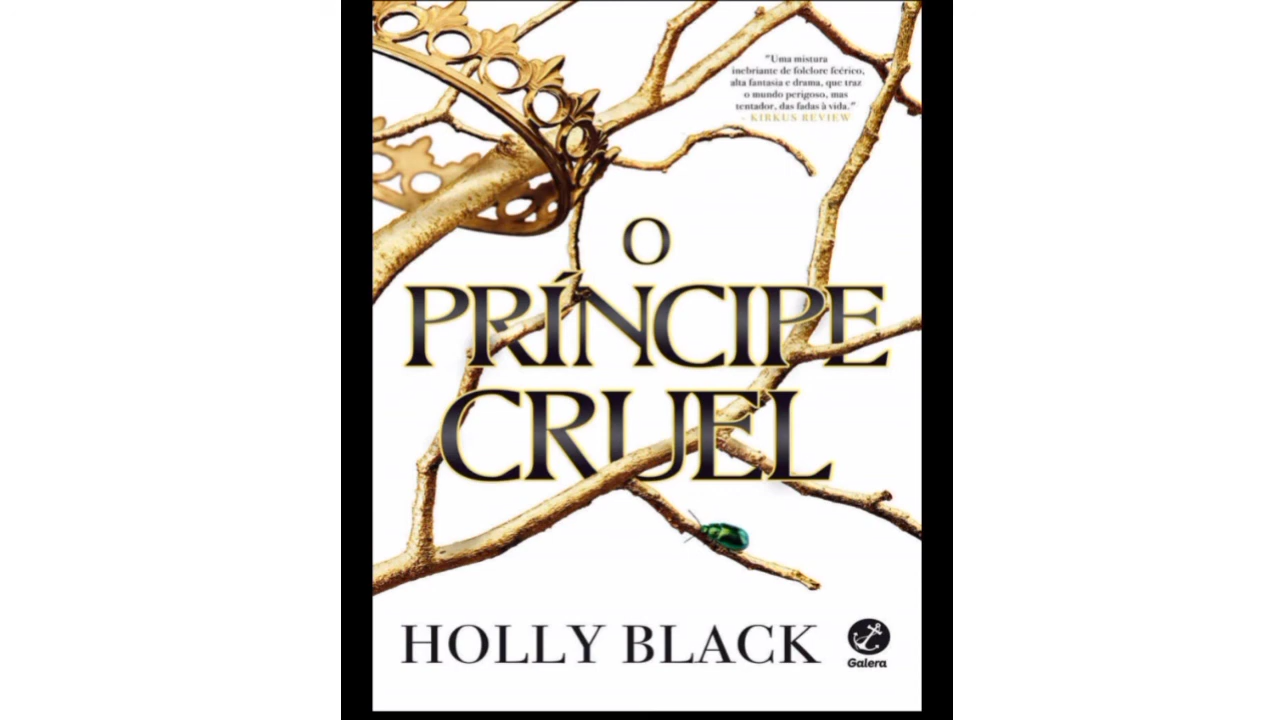 "Uma mistura
inebriante de folclore feérico,
alta fantasia e drama, que traz
o mundo perigoso, mas
tentador, das fadas à vida."
- KIRKUS REVIEW
O
PRÍNCIPE
CRUEL
HOLLY BLACK
Galera